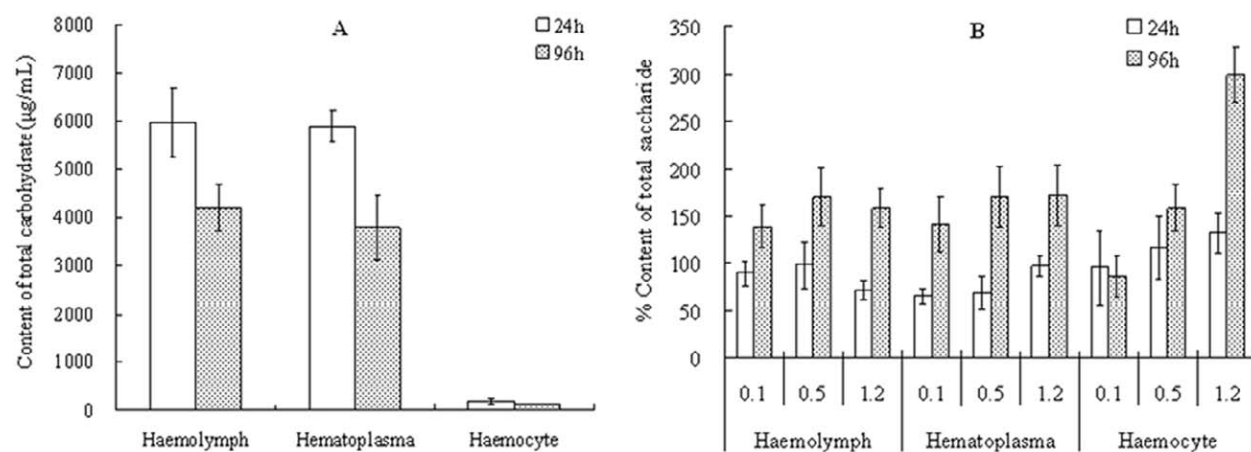 A
24h
96h
Content of total carbohydrate (μg/mL)
8000
7000
6000
5000
4000
3000
2000
1000
0
Haemolymph Hematoplasma Haemocyte
B
24h
96h
% Content of total saccharide
350
300
250
200
150
100
50
0
0.1 0.5 1.2 0.1 0.5 1.2 0.1 0.5 1.2
Haemolymph Hematoplasma Haemocyte